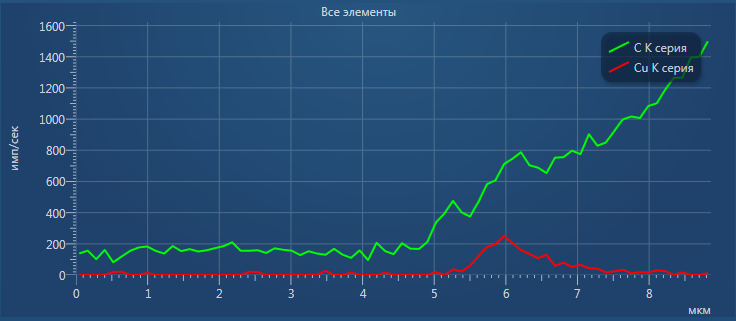 Все элементы
1600
1400
1200
1000
800
600
400
200
0
имп/сек
C K серия
Cu K серия
0 1 2 3 4 5 6 7 8
мкм